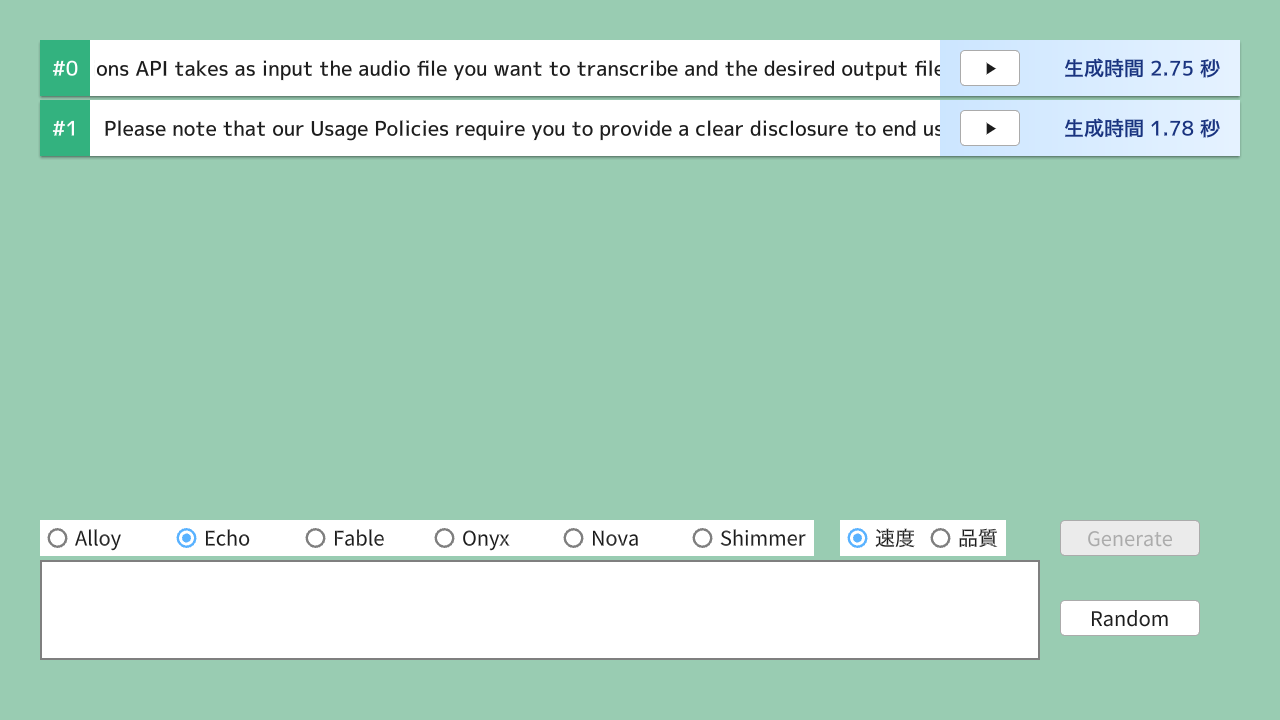 #0 ons API takes as input the audio file you want to transcribe and the desired output file 生成時間 2.75 秒
#1 Please note that our Usage Policies require you to provide a clear disclosure to end us 生成時間 1.78 秒
Alloy Echo Fable Onyx Nova Shimmer 速度 品質 Generate
Random